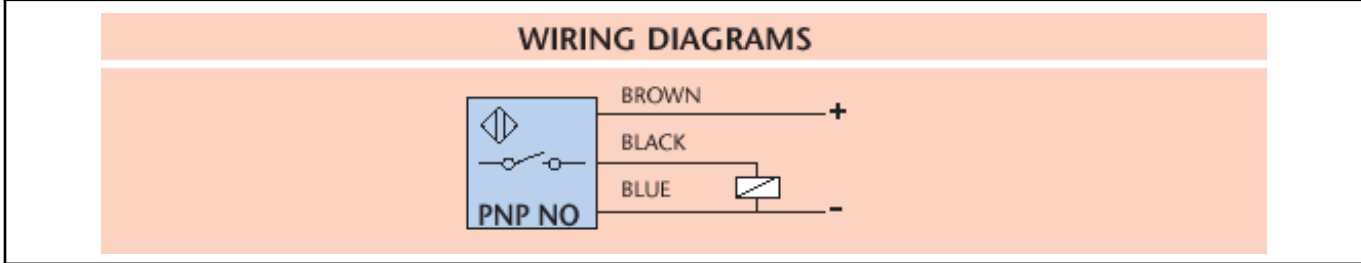 WIRING DIAGRAMS
BROWN
+
BLACK
BLUE
-
PNP NO